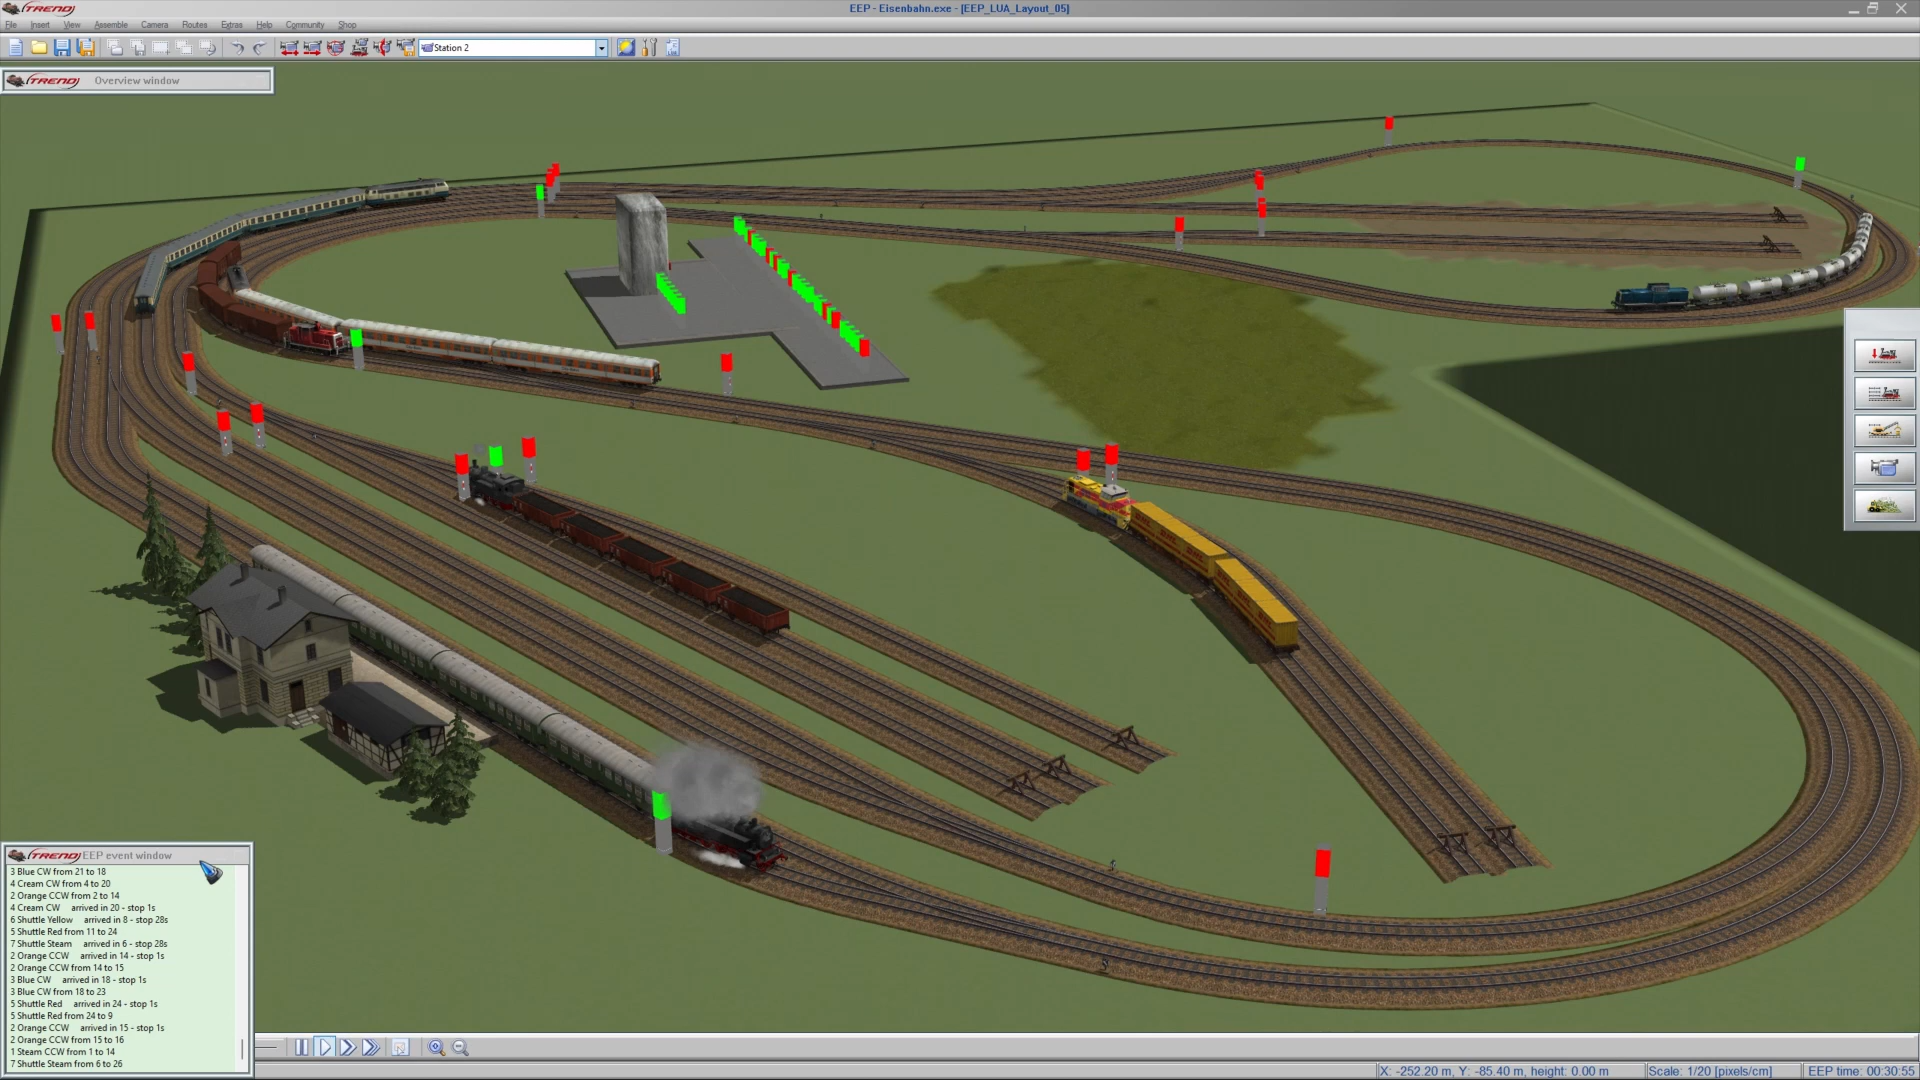 TREND
EEP - Eisenbahn.exe - [EEP_LUA_Layout_05]
File Insert View Assemble Camera Routes Extras Help Community Shop
Station 2
TREND Overview window
TREND EEP event window
3 Blue CW from 21 to 18
4 Cream CW from 4 to 20
2 Orange CCW from 2 to 14
4 Cream CW arrived in 20 - stop 1s
6 Shuttle Yellow arrived in 8 - stop 28s
5 Shuttle Red from 11 to 24
7 Shuttle Steam arrived in 6 - stop 28s
2 Orange CCW arrived in 14 - stop 1s
2 Orange CCW from 14 to 15
3 Blue CW arrived in 18 - stop 1s
3 Blue CW from 18 to 23
5 Shuttle Red arrived in 24 - stop 1s
5 Shuttle Red from 24 to 9
2 Orange CCW arrived in 15 - stop 1s
2 Orange CCW from 15 to 16
1 Steam CCW from 1 to 14
7 Shuttle Steam from 6 to 26
X: -252.20 m, Y: -85.40 m, height: 0.00 m
Scale: 1/20 [pixels/cm]
EEP time: 00:30:55